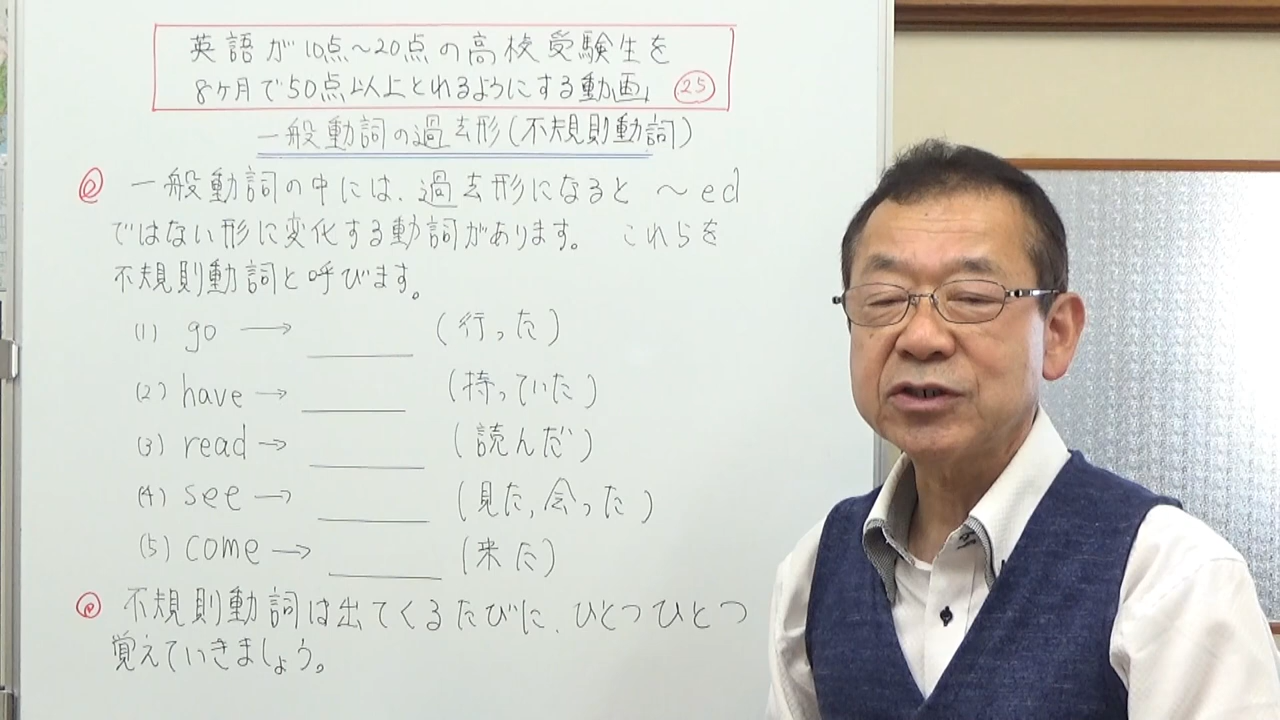 英語が10点〜20点の高校受験生を
8ヶ月で50点以上とれるようにする動画」 ㉕
一般動詞の過去形(不規則動詞)
一般動詞の中には、過去形になると 〜ed
ではない形に変化する動詞があります。 これらを
不規則動詞と呼びます。
(1) go → ______ (行った)
(2) have → ______ (持っていた)
(3) read → ______ (読んだ)
(4) see → ______ (見た,会った)
(5) come → ______ (来た)
不規則動詞は出てくるたびに、ひとつひとつ
覚えていきましょう。